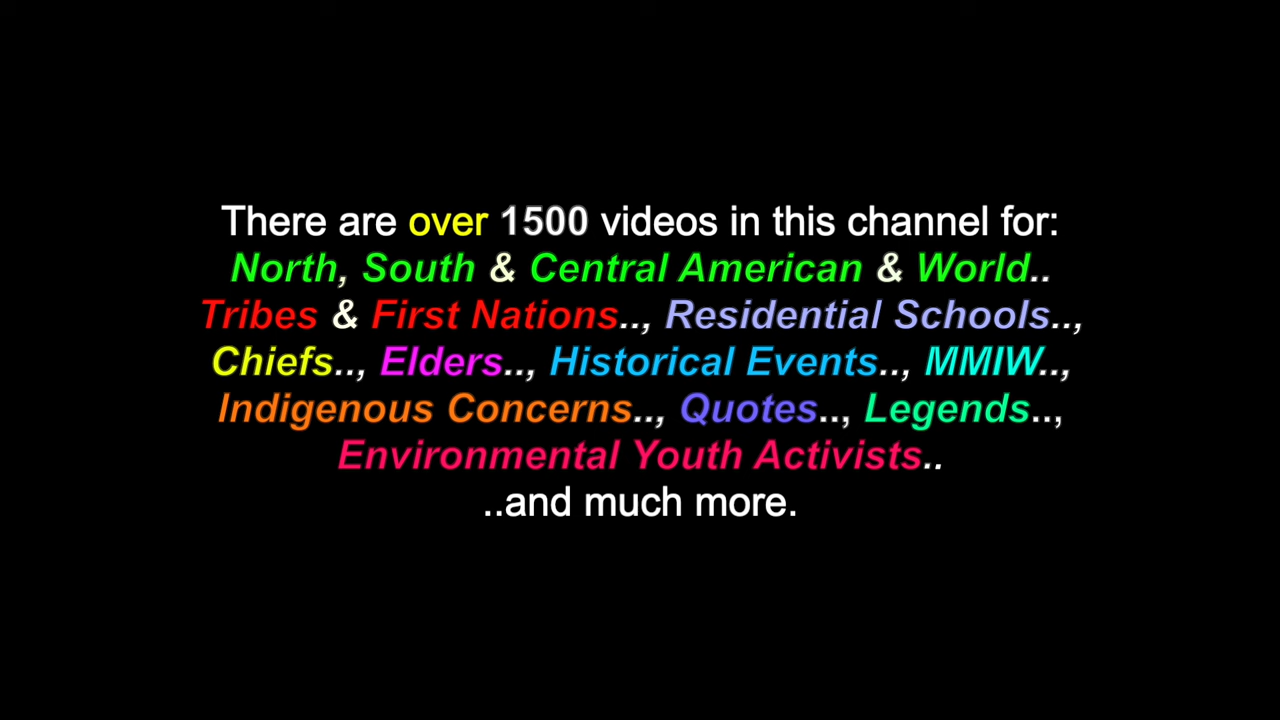 There are over 1500 videos in this channel for:
North, South & Central American & World..
Tribes & First Nations.., Residential Schools..,
Chiefs.., Elders.., Historical Events.., MMIW..,
Indigenous Concerns.., Quotes.., Legends..,
Environmental Youth Activists..
..and much more.